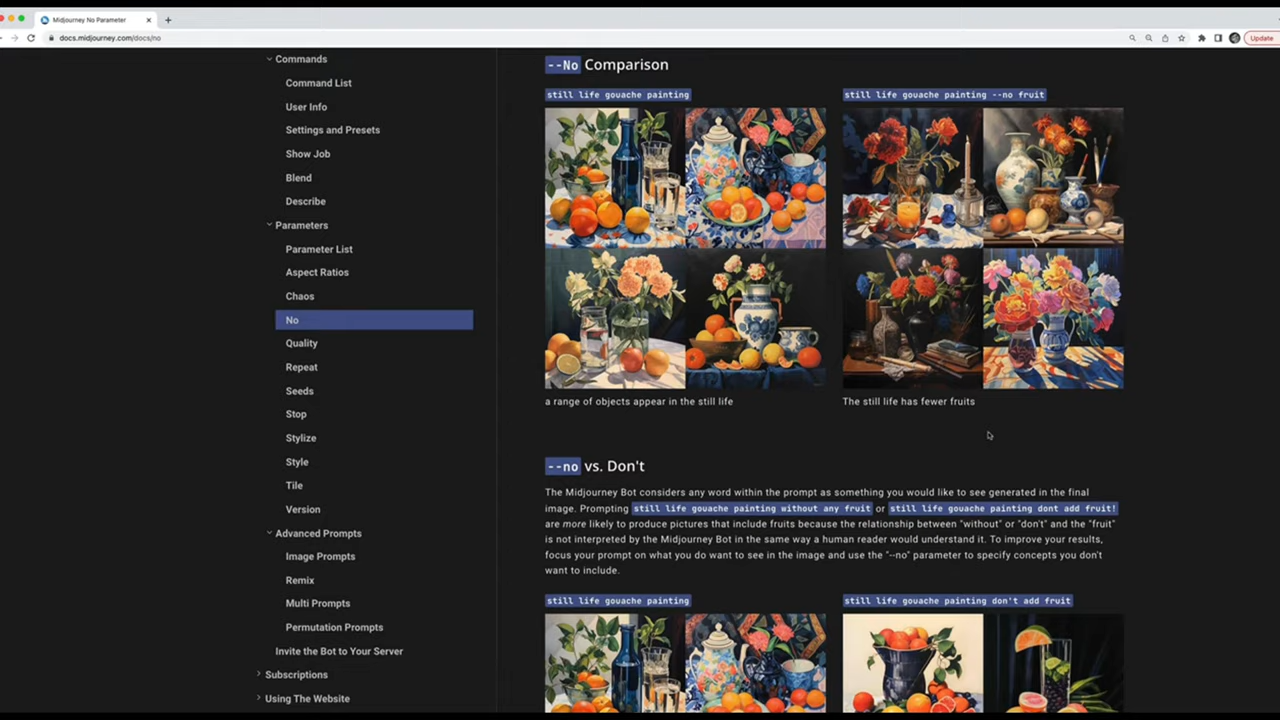 Midjourney No Parameter
docs.midjourney.com/docs/no
Update
Commands
Command List
User Info
Settings and Presets
Show Job
Blend
Describe
Parameters
Parameter List
Aspect Ratios
Chaos
No
Quality
Repeat
Seeds
Stop
Stylize
Style
Tile
Version
Advanced Prompts
Image Prompts
Remix
Multi Prompts
Permutation Prompts
Invite the Bot to Your Server
Subscriptions
Using The Website
--No Comparison
still life gouache painting
still life gouache painting --no fruit
a range of objects appear in the still life
The still life has fewer fruits
--no vs. Don't
The Midjourney Bot considers any word within the prompt as something you would like to see generated in the final
image. Prompting still life gouache painting without any fruit or still life gouache painting dont add fruit!
are more likely to produce pictures that include fruits because the relationship between "without" or "don't" and the "fruit"
is not interpreted by the Midjourney Bot in the same way a human reader would understand it. To improve your results,
focus your prompt on what you do want to see in the image and use the "--no" parameter to specify concepts you don't
want to include.
still life gouache painting
still life gouache painting don't add fruit